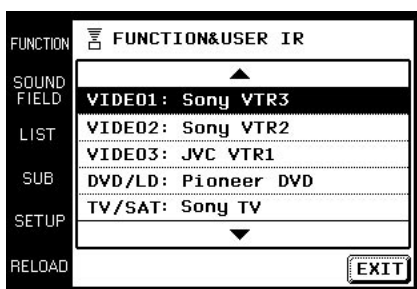 FUNCTION
SOUND
FIELD
LIST
SUB
SETUP
RELOAD
FUNCTION&USER IR
VIDEO1: Sony VTR3
VIDEO2: Sony VTR2
VIDEO3: JVC VTR1
DVD/LD: Pioneer DVD
TV/SAT: Sony TV
EXIT